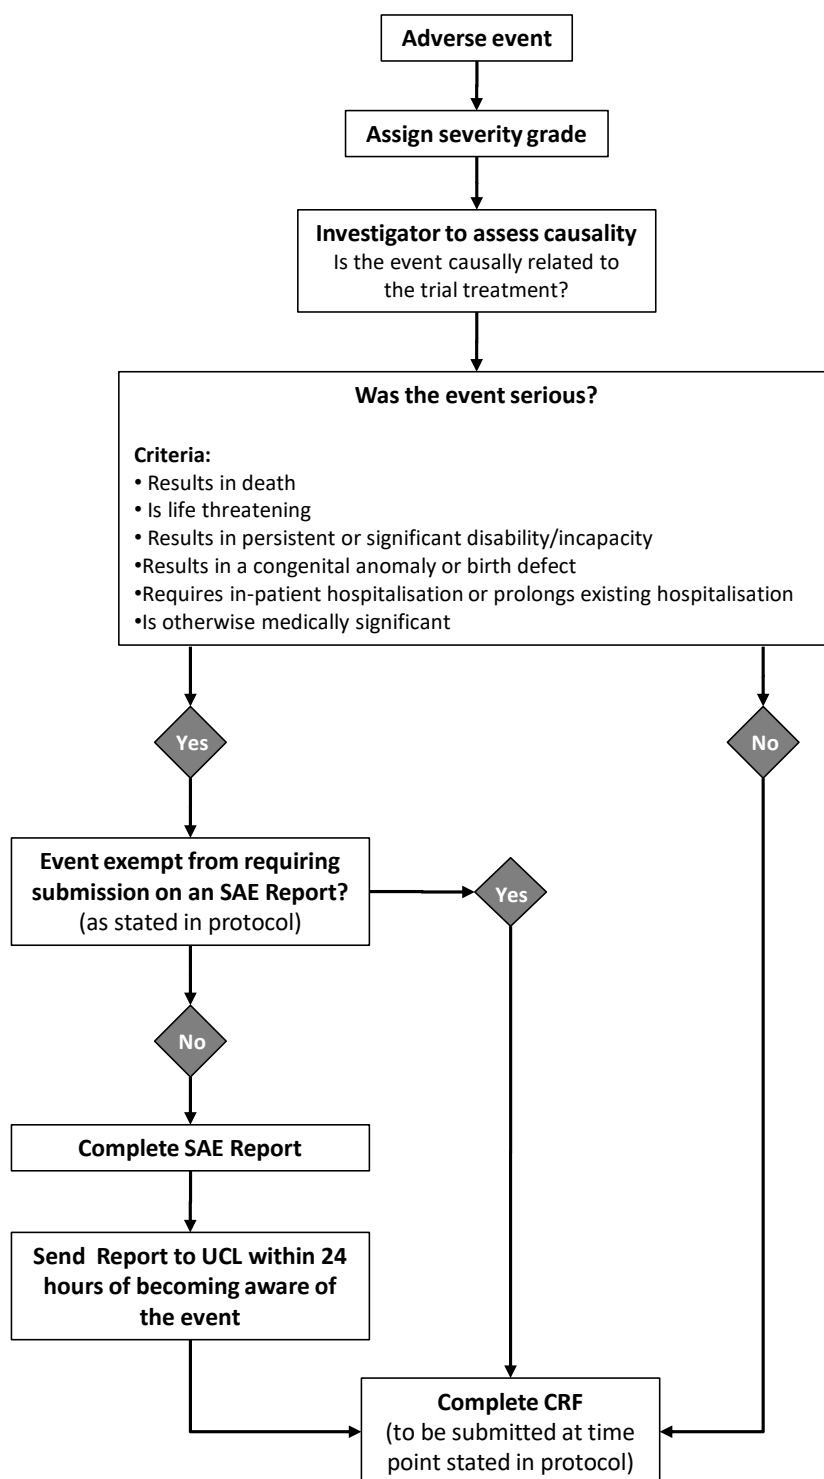 Adverse event
Assign severity grade
Investigator to assess causality
Is the event causally related to
the trial treatment?
Was the event serious?
Criteria:
• Results in death
• Is life threatening
• Results in persistent or significant disability/incapacity
•Results in a congenital anomaly or birth defect
•Requires in-patient hospitalisation or prolongs existing hospitalisation
•Is otherwise medically significant
Yes
No
Event exempt from requiring
submission on an SAE Report?
(as stated in protocol)
Yes
No
Complete SAE Report
Send Report to UCL within 24
hours of becoming aware of
the event
Complete CRF
(to be submitted at time
point stated in protocol)